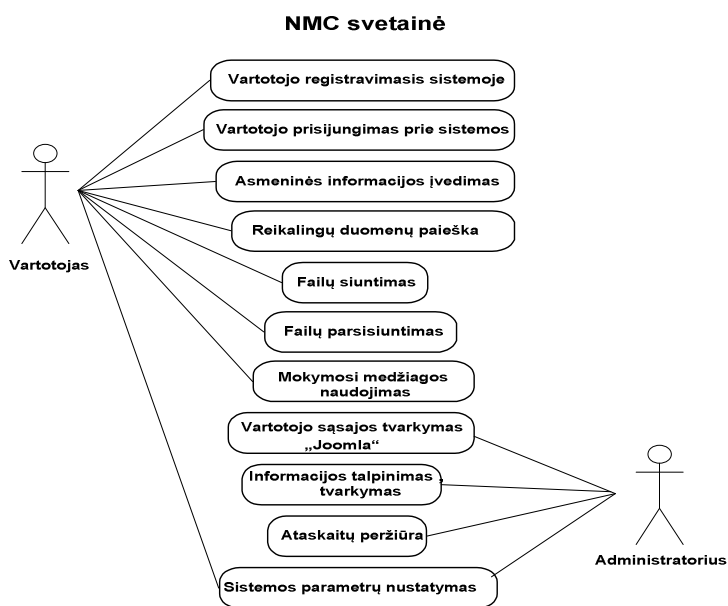 NMC svetainė
Vartotojo registravimasis sistemoje
Vartotojo prisijungimas prie sistemos
Asmeninės informacijos įvedimas
Reikalingų duomenų paieška
Vartotojas
Failų siuntimas
Failų parsisiuntimas
Mokymosi medžiagos
naudojimas
Vartotojo sąsajos tvarkymas
„Joomla“
Informacijos talpinimas ,
tvarkymas
Ataskaitų peržiūra
Administratorius
Sistemos parametrų nustatymas